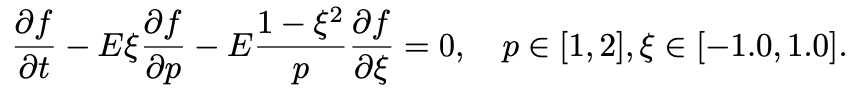 ∂f/∂t − Eξ ∂f/∂p − E (1 − ξ²)/p ∂f/∂ξ = 0, p ∈ [1, 2], ξ ∈ [−1.0, 1.0].